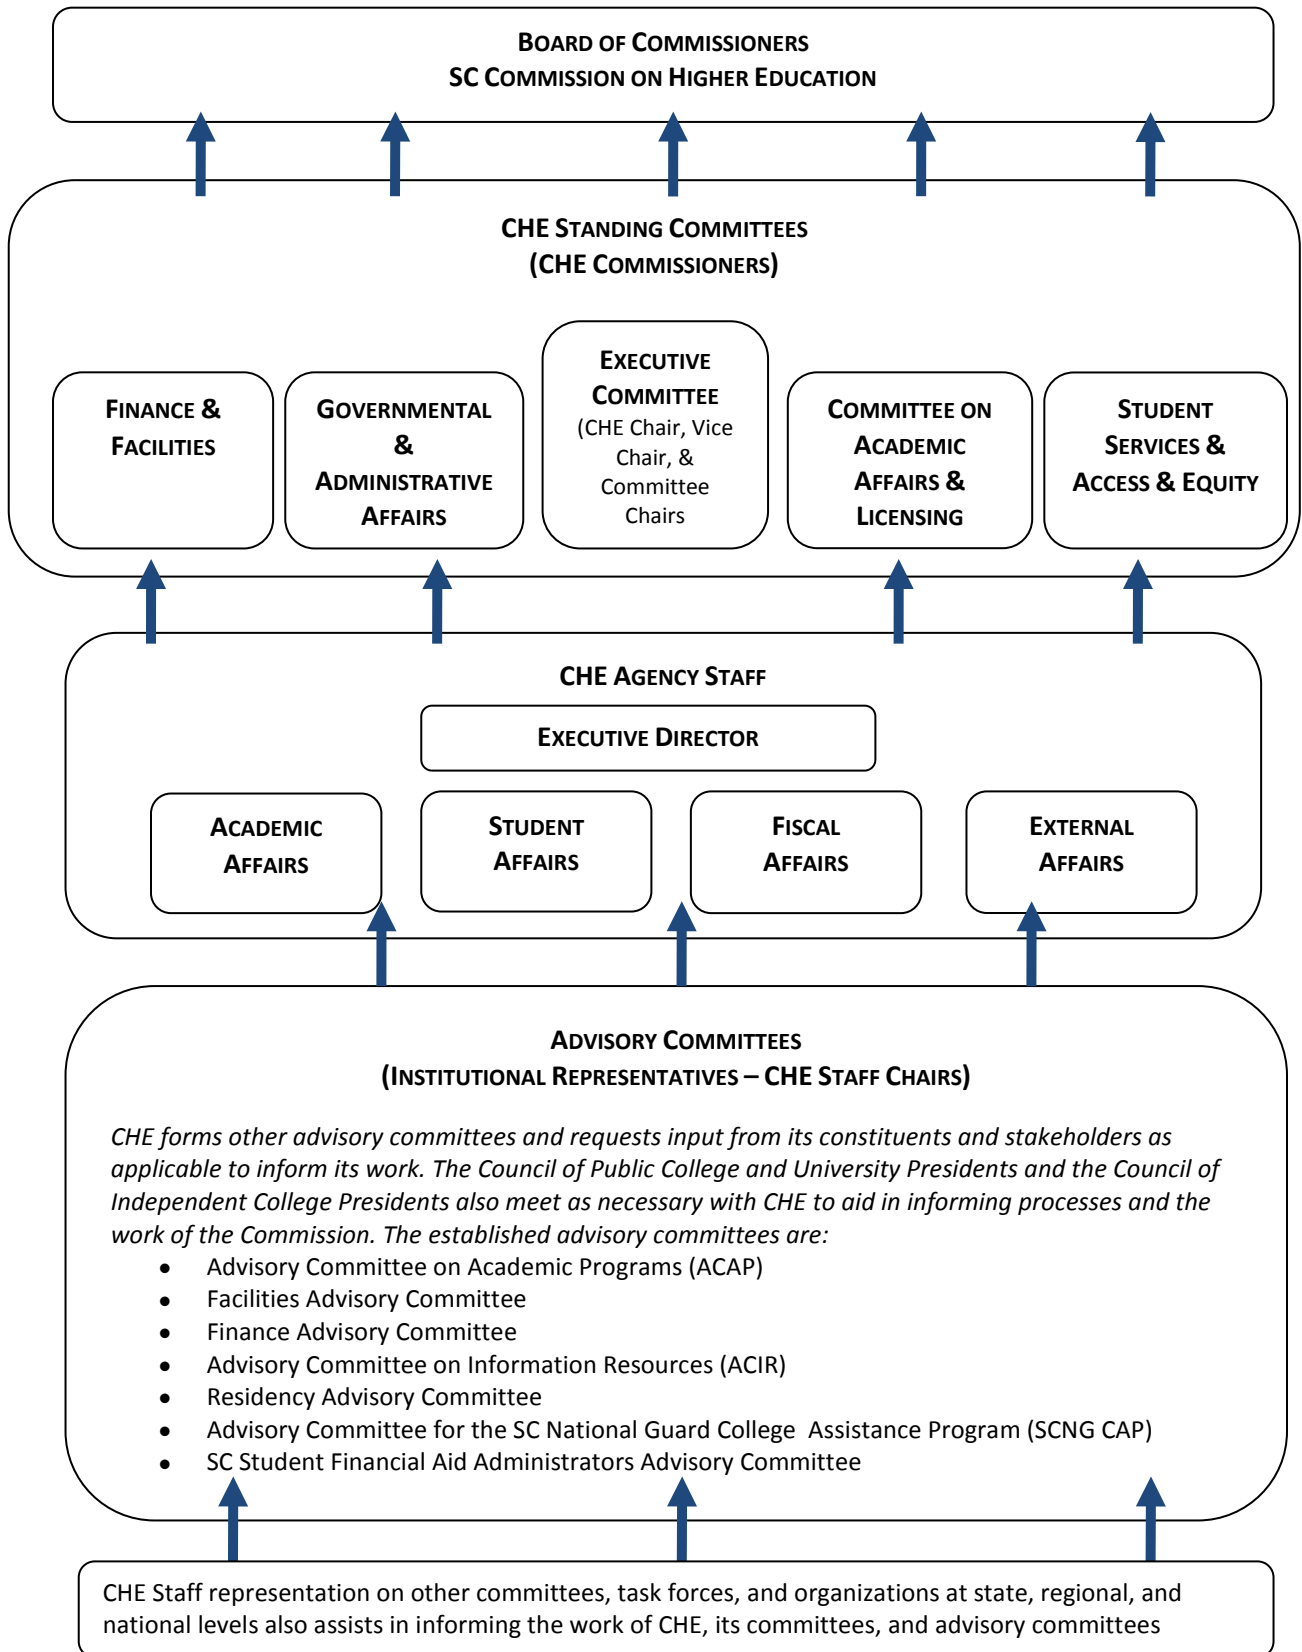 BOARD OF COMMISSIONERS
SC COMMISSION ON HIGHER EDUCATION
CHE STANDING COMMITTEES
(CHE COMMISSIONERS)
FINANCE &
FACILITIES
GOVERNMENTAL
&
ADMINISTRATIVE
AFFAIRS
EXECUTIVE
COMMITTEE
(CHE Chair, Vice
Chair, &
Committee
Chairs
COMMITTEE ON
ACADEMIC
AFFAIRS &
LICENSING
STUDENT
SERVICES &
ACCESS & EQUITY
CHE AGENCY STAFF
EXECUTIVE DIRECTOR
ACADEMIC
AFFAIRS
STUDENT
AFFAIRS
FISCAL
AFFAIRS
EXTERNAL
AFFAIRS
ADVISORY COMMITTEES
(INSTITUTIONAL REPRESENTATIVES – CHE STAFF CHAIRS)
CHE forms other advisory committees and requests input from its constituents and stakeholders as
applicable to inform its work. The Council of Public College and University Presidents and the Council of
Independent College Presidents also meet as necessary with CHE to aid in informing processes and the
work of the Commission. The established advisory committees are:
• Advisory Committee on Academic Programs (ACAP)
• Facilities Advisory Committee
• Finance Advisory Committee
• Advisory Committee on Information Resources (ACIR)
• Residency Advisory Committee
• Advisory Committee for the SC National Guard College Assistance Program (SCNG CAP)
• SC Student Financial Aid Administrators Advisory Committee
CHE Staff representation on other committees, task forces, and organizations at state, regional, and
national levels also assists in informing the work of CHE, its committees, and advisory committees